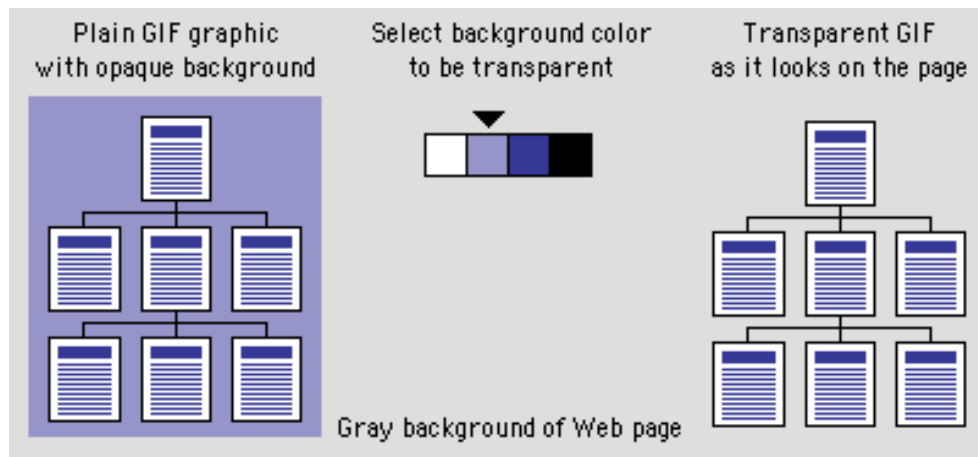 Plain GIF graphic
with opaque background
Select background color
to be transparent
Transparent GIF
as it looks on the page
Gray background of Web page